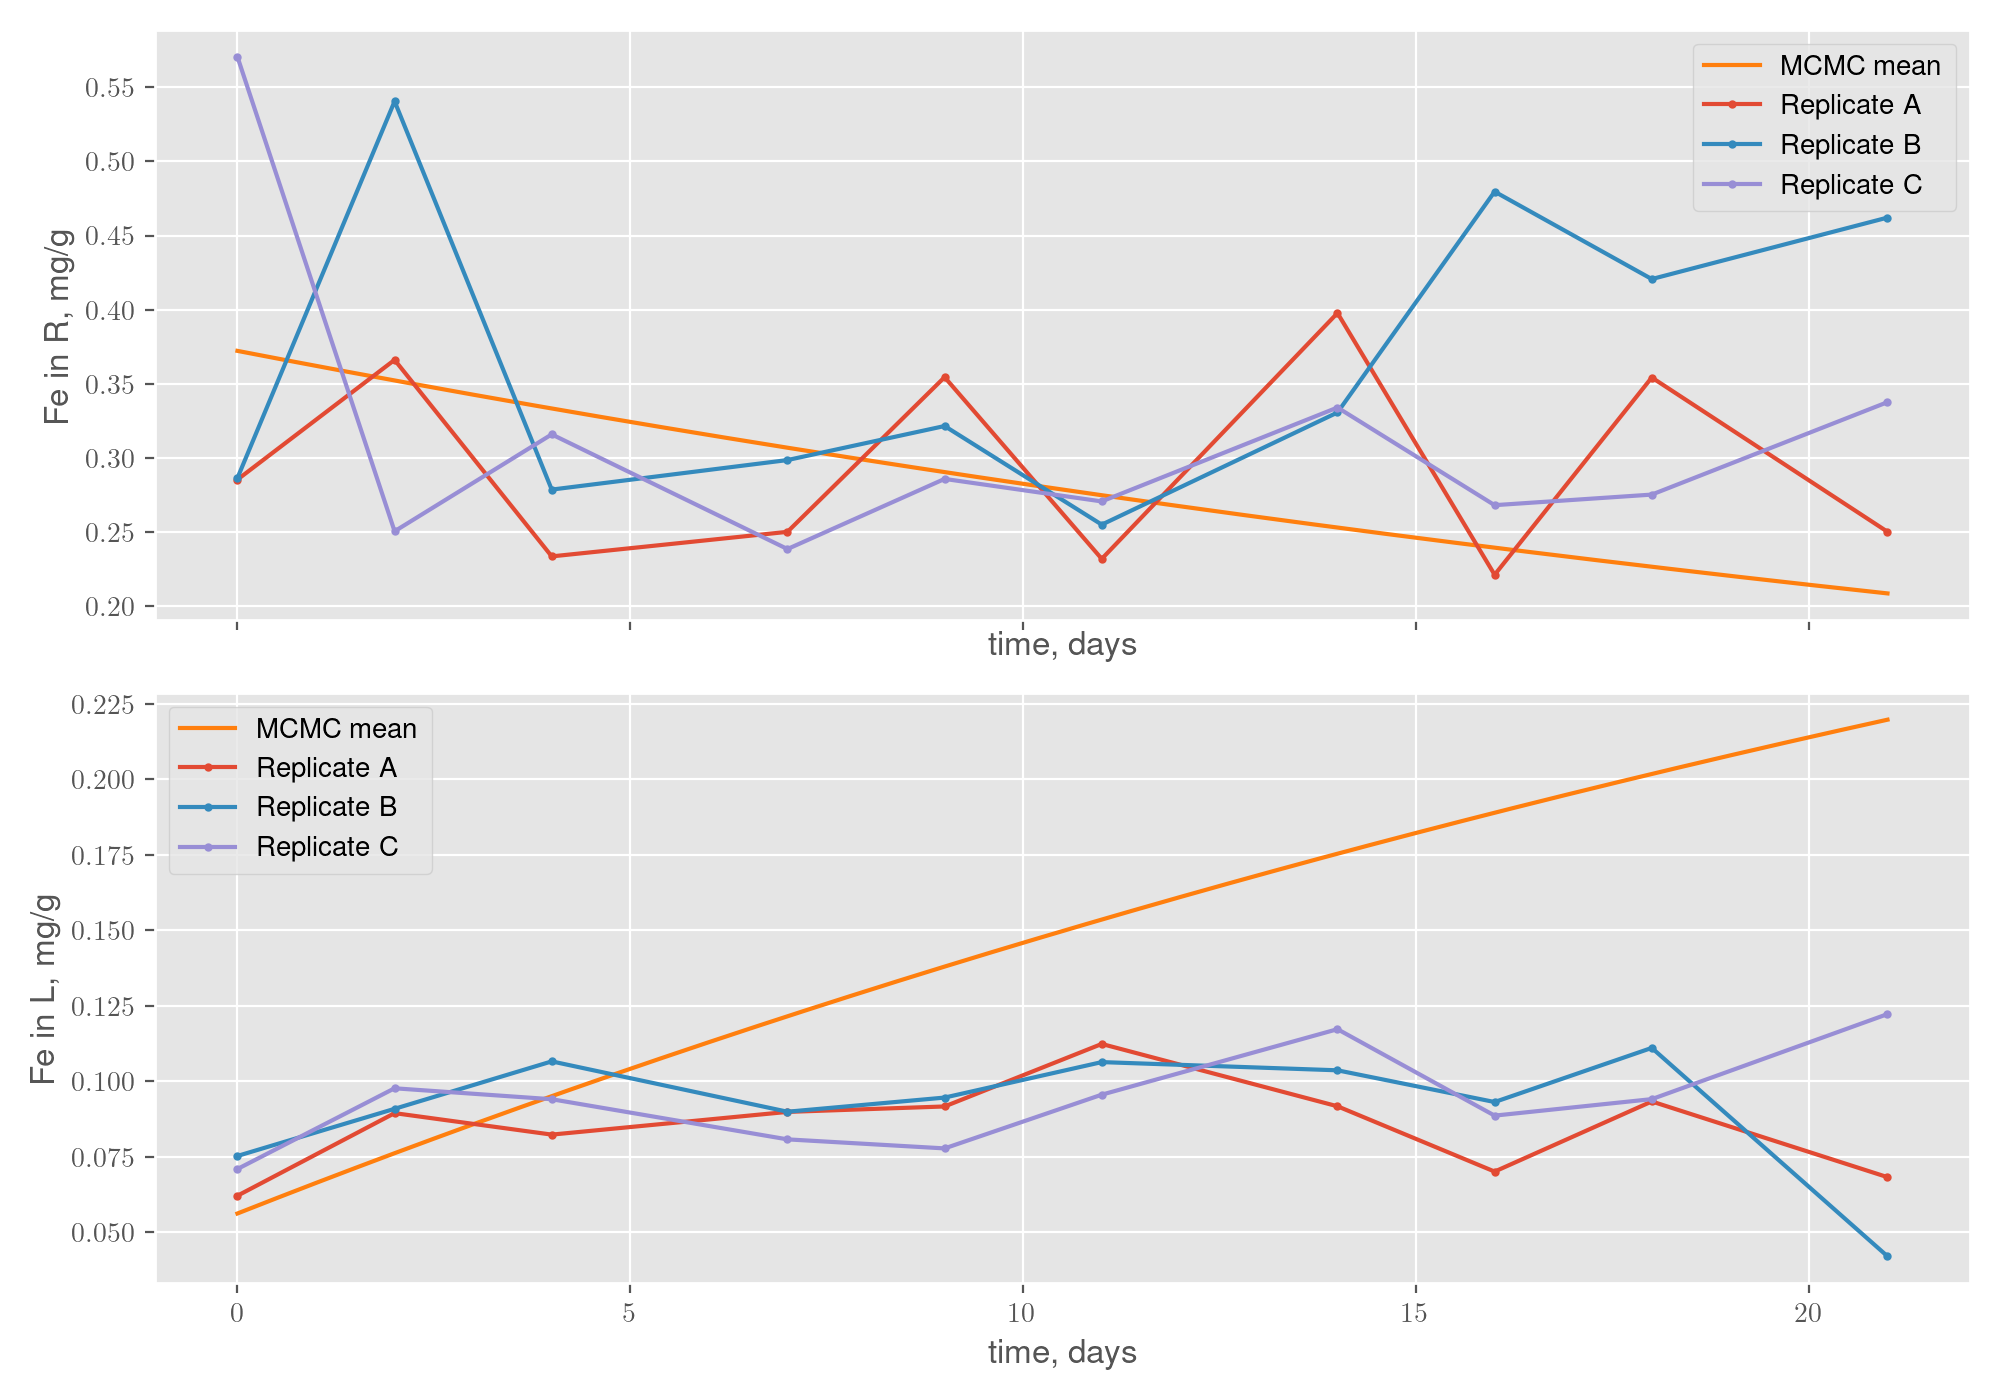 0.55
0.50
0.45
0.40
0.35
0.30
0.25
0.20
Fe in R, mg/g
MCMC mean
Replicate A
Replicate B
Replicate C
time, days
0.225
0.200
0.175
0.150
0.125
0.100
0.075
0.050
Fe in L, mg/g
MCMC mean
Replicate A
Replicate B
Replicate C
0 5 10 15 20
time, days